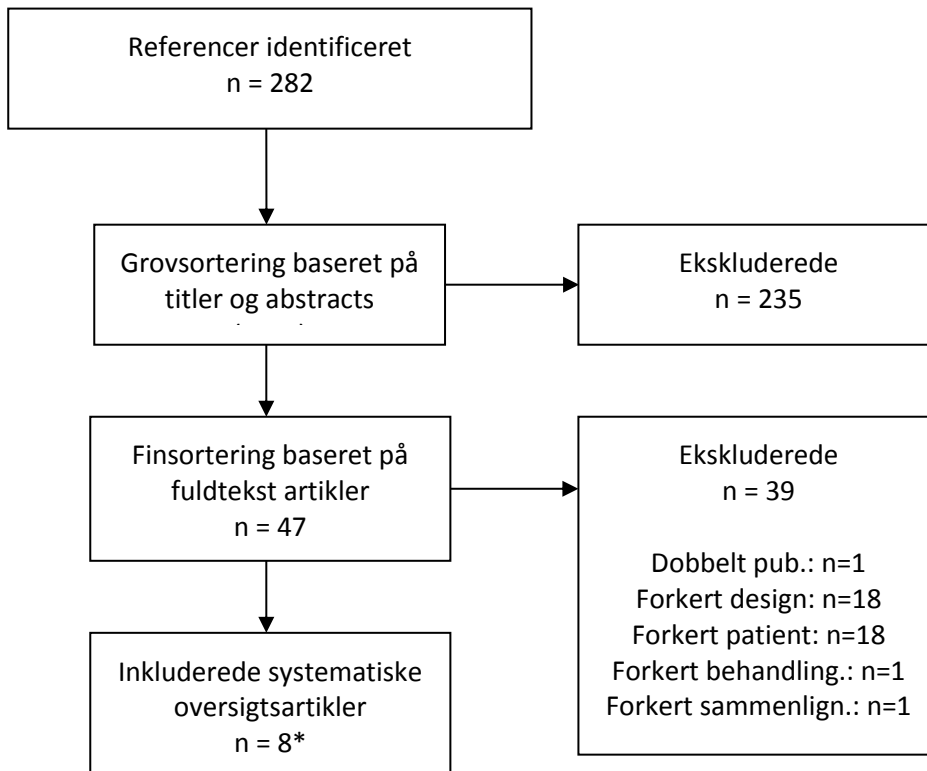 Referencer identificeret
n = 282
Grovsortering baseret på
titler og abstracts
Ekskluderede
n = 235
Finsortering baseret på
fuldtekst artikler
n = 47
Ekskluderede
n = 39
Dobbelt pub.: n=1
Forkert design: n=18
Forkert patient: n=18
Forkert behandling.: n=1
Forkert sammenlign.: n=1
Inkluderede systematiske
oversigtsartikler
n = 8*